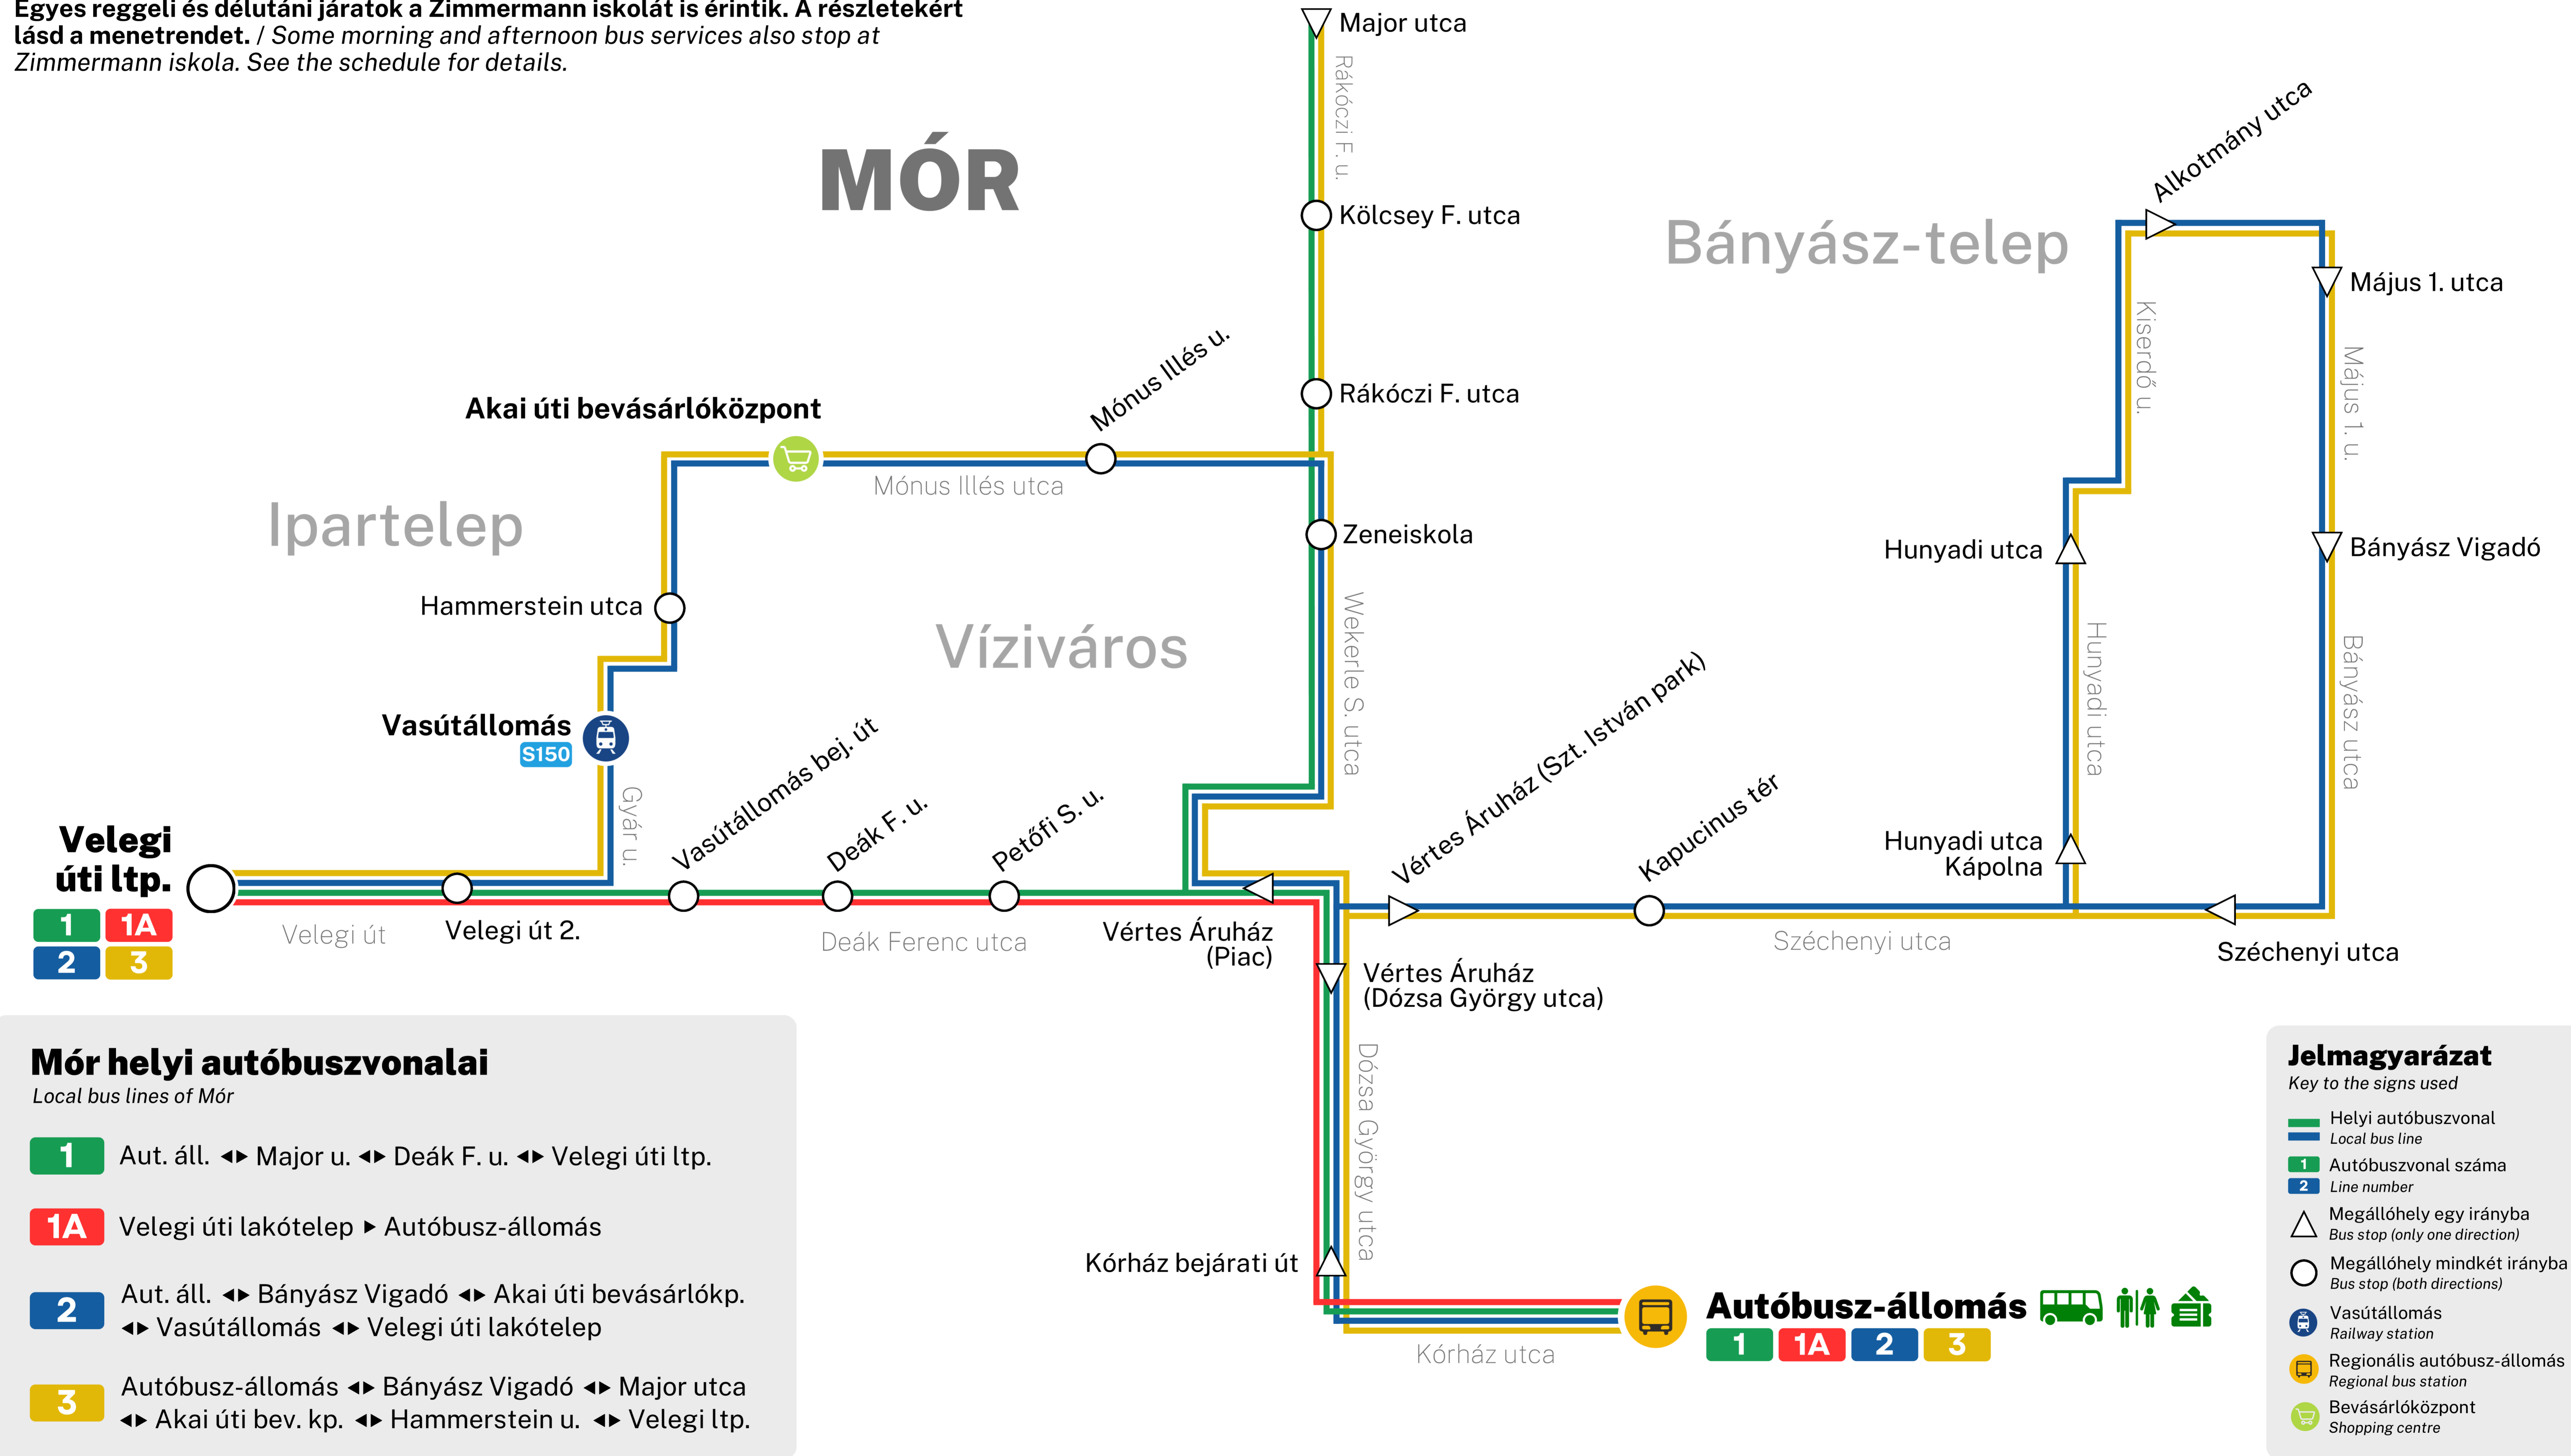 Egyes reggeli és délutáni járatok a Zimmermann iskolát is érintik. A részletekért
lásd a menetrendet. / Some morning and afternoon bus services also stop at
Zimmermann iskola. See the schedule for details.
MÓR
Major utca
Rákóczi F. u.
Kölcsey F. utca
Rákóczi F. utca
Bányász-telep
Alkotmány utca
Május 1. utca
Kiserdő u.
Május 1. u.
Hunyadi utca
Bányász Vigadó
Hunyadi utca
Bányász utca
Hunyadi utca
Kápolna
Széchenyi utca
Széchenyi utca
Mónus Illés u.
Akai úti bevásárlóközpont
Mónus Illés utca
Ipartelep
Zeneiskola
Hammerstein utca
Víziváros
Wekerle S. utca
Vasútállomás
S150
Gyár u.
Vasútállomás bej. út
Deák F. u.
Petőfi S. u.
Vértes Áruház (Szt. István park)
Kapucinus tér
Velegi
úti ltp.
1 1A
2 3
Velegi út
Velegi út 2.
Deák Ferenc utca
Vértes Áruház
(Piac)
Vértes Áruház
(Dózsa György utca)
Dózsa György utca
Kórház bejárati út
Autóbusz-állomás
1 1A 2 3
Kórház utca
Mór helyi autóbuszvonalai
Local bus lines of Mór
1 Aut. áll. ◂▸ Major u. ◂▸ Deák F. u. ◂▸ Velegi úti ltp.
1A Velegi úti lakótelep ▸ Autóbusz-állomás
2 Aut. áll. ◂▸ Bányász Vigadó ◂▸ Akai úti bevásárlókp.
◂▸ Vasútállomás ◂▸ Velegi úti lakótelep
3 Autóbusz-állomás ◂▸ Bányász Vigadó ◂▸ Major utca
◂▸ Akai úti bev. kp. ◂▸ Hammerstein u. ◂▸ Velegi ltp.
Jelmagyarázat
Key to the signs used
Helyi autóbuszvonal
Local bus line
1 Autóbuszvonal száma
2 Line number
Megállóhely egy irányba
Bus stop (only one direction)
Megállóhely mindkét irányba
Bus stop (both directions)
Vasútállomás
Railway station
Regionális autóbusz-állomás
Regional bus station
Bevásárlóközpont
Shopping centre